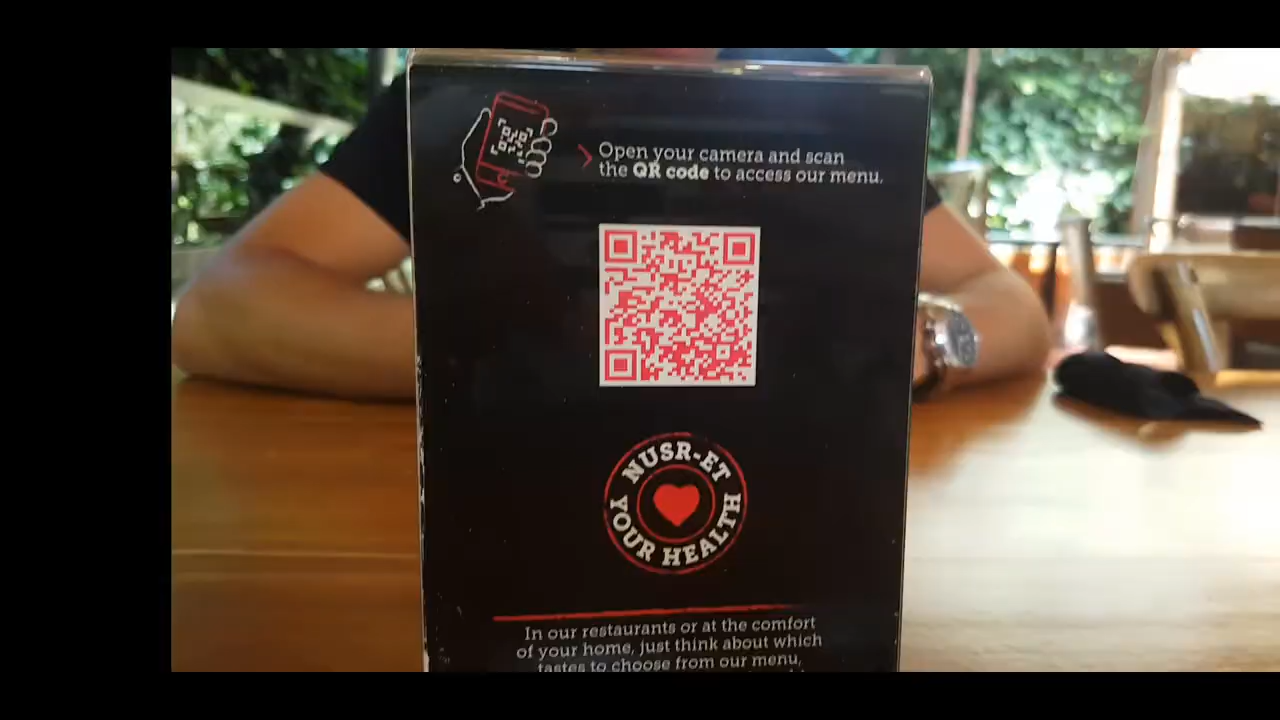 Open your camera and scan
the QR code to access our menu.
NUSR-ET
YOUR HEALTH
In our restaurants or at the comfort
of your home, just think about which
tastes to choose from our menu,